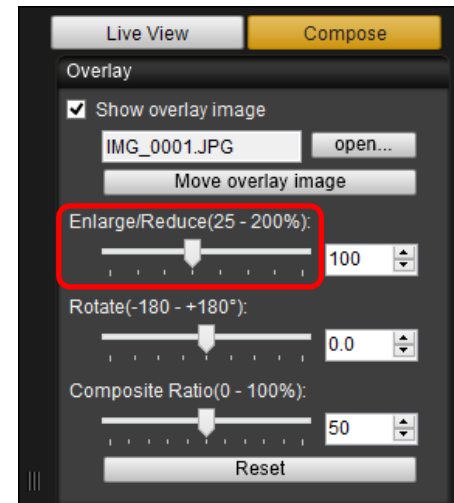 Live View Compose
Overlay
Show overlay image
IMG_0001.JPG open...
Move overlay image
Enlarge/Reduce(25 - 200%):
100
Rotate(-180 - +180°):
0.0
Composite Ratio(0 - 100%):
50
Reset